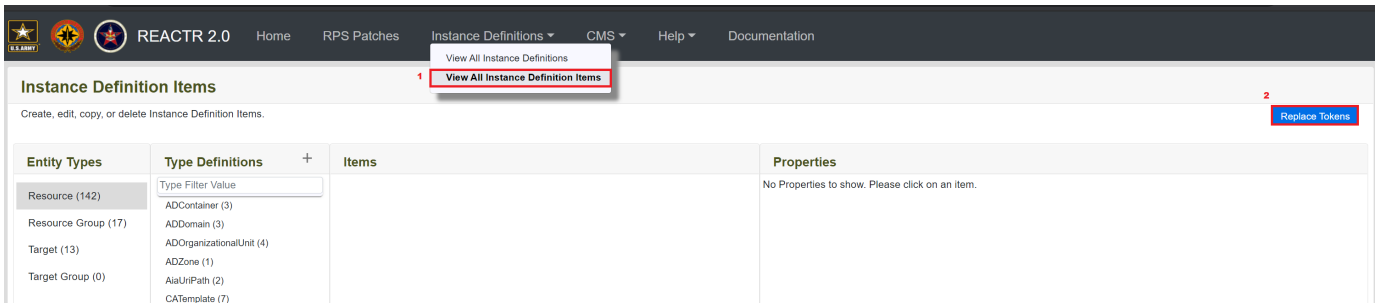 U.S.ARMY
REACTR 2.0 Home RPS Patches Instance Definitions CMS Help Documentation
View All Instance Definitions
1 View All Instance Definition Items
Instance Definition Items
2
Create, edit, copy, or delete Instance Definition Items.
Replace Tokens
Entity Types Type Definitions + Items Properties
Type Filter Value
No Properties to show. Please click on an item.
Resource (142)
ADContainer (3)
Resource Group (17)
ADDomain (3)
ADOrganizationalUnit (4)
Target (13)
ADZone (1)
Target Group (0)
AiaUriPath (2)
CATemplate (7)